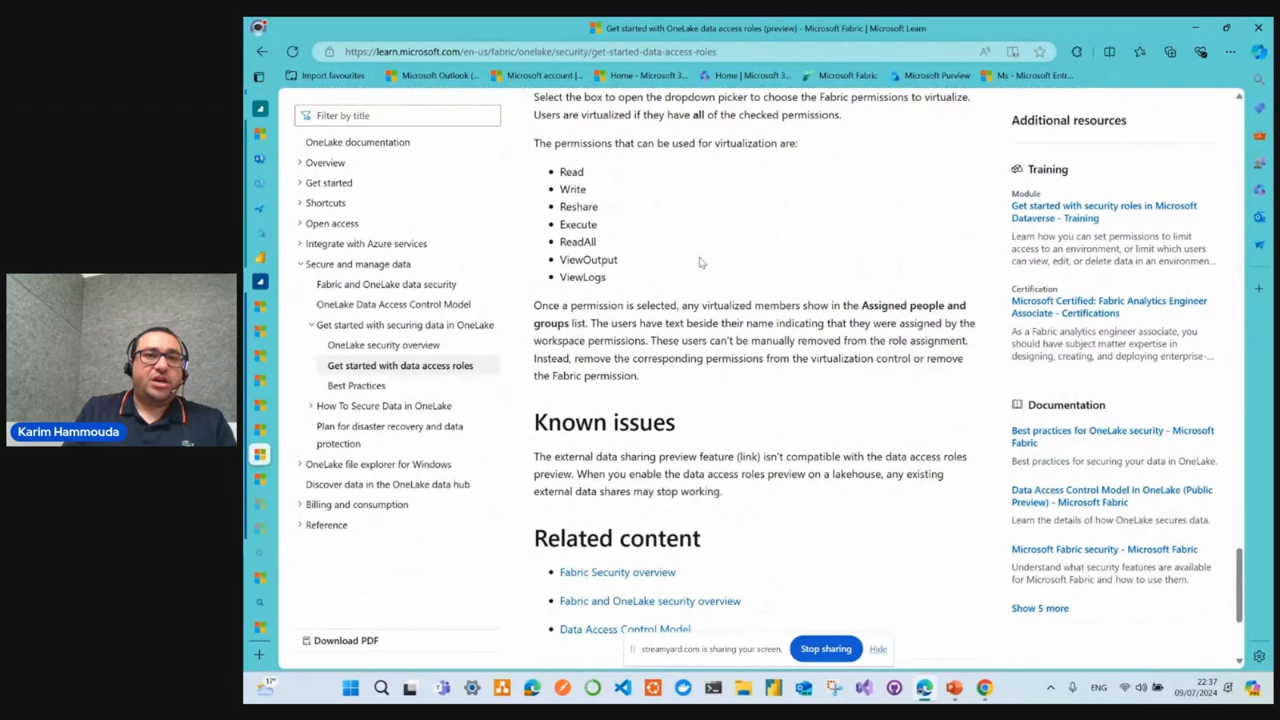 Get started with OneLake data access roles (preview) - Microsoft Fabric | Microsoft Learn
https://learn.microsoft.com/en-us/fabric/onelake/security/get-started-data-access-roles
Import favourites
Microsoft Outlook (...
Microsoft account |...
Home - Microsoft 3...
Home | Microsoft 3...
Microsoft Fabric
Microsoft Purview
Ms - Microsoft Entr...
Filter by title
OneLake documentation
Overview
Get started
Shortcuts
Open access
Integrate with Azure services
Secure and manage data
Fabric and OneLake data security
OneLake Data Access Control Model
Get started with securing data in OneLake
OneLake security overview
Get started with data access roles
Best Practices
How To Secure Data in OneLake
Plan for disaster recovery and data
protection
OneLake file explorer for Windows
Discover data in the OneLake data hub
Billing and consumption
Reference
Download PDF
Select the box to open the dropdown picker to choose the Fabric permissions to virtualize.
Users are virtualized if they have all of the checked permissions.
The permissions that can be used for virtualization are:
• Read
• Write
• Reshare
• Execute
• ReadAll
• ViewOutput
• ViewLogs
Once a permission is selected, any virtualized members show in the Assigned people and
groups list. The users have text beside their name indicating that they were assigned by the
workspace permissions. These users can't be manually removed from the role assignment.
Instead, remove the corresponding permissions from the virtualization control or remove
the Fabric permission.
Known issues
The external data sharing preview feature (link) isn't compatible with the data access roles
preview. When you enable the data access roles preview on a lakehouse, any existing
external data shares may stop working.
Related content
• Fabric Security overview
• Fabric and OneLake security overview
• Data Access Control Model
Additional resources
Training
Module
Get started with security roles in Microsoft
Dataverse - Training
Learn how you can set permissions to limit
access to an environment, or limit which users
can view, edit, or delete data in an environmen...
Certification
Microsoft Certified: Fabric Analytics Engineer
Associate - Certifications
As a Fabric analytics engineer associate, you
should have subject matter expertise in
designing, creating, and deploying enterprise-...
Documentation
Best practices for OneLake security - Microsoft
Fabric
Best practices for securing your data in OneLake.
Data Access Control Model in OneLake (Public
Preview) - Microsoft Fabric
Learn the details of how OneLake secures data.
Microsoft Fabric security - Microsoft Fabric
Understand what security features are available
for Microsoft Fabric and how to use them.
Show 5 more
streamyard.com is sharing your screen.
Stop sharing
Hide
Karim Hammouda
17°
ENG
22:37
09/07/2024